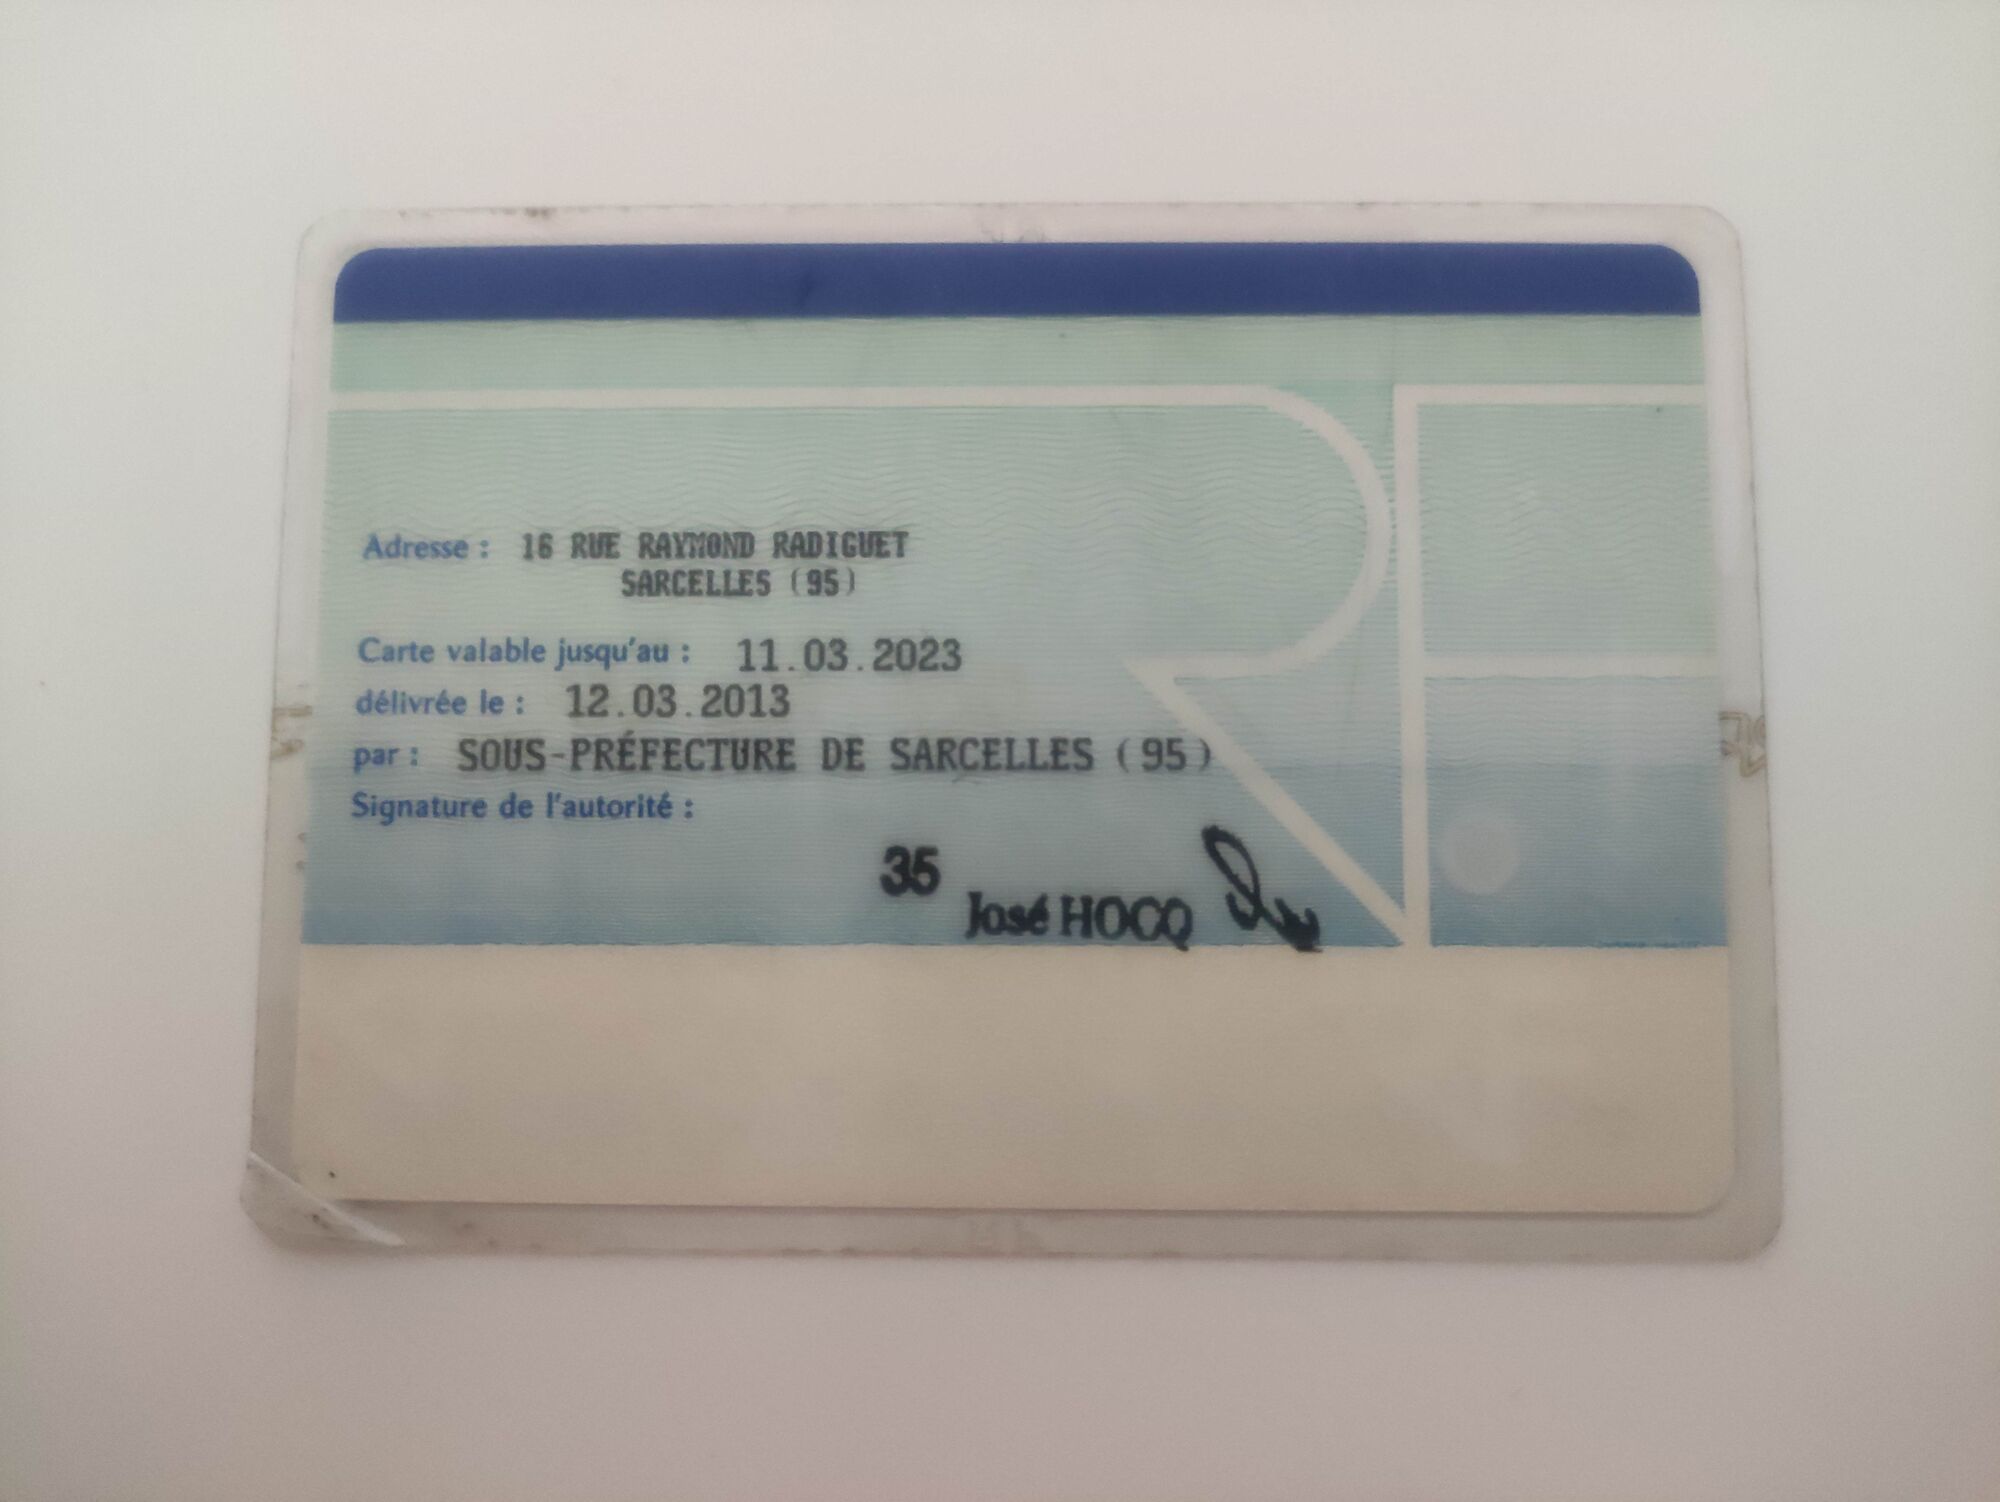 Adresse : 16 RUE RAYMOND RADIGUET
SARCELLES (95)
Carte valable jusqu'au : 11.03.2023
délivrée le : 12.03.2013
par : SOUS-PRÉFECTURE DE SARCELLES (95)
Signature de l'autorité :
35
José HOCQ
RF